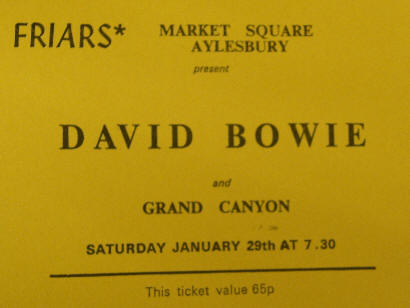 FRIARS*
MARKET SQUARE
AYLESBURY
present
DAVID BOWIE
and
GRAND CANYON
SATURDAY JANUARY 29th AT 7.30
This ticket value 65p